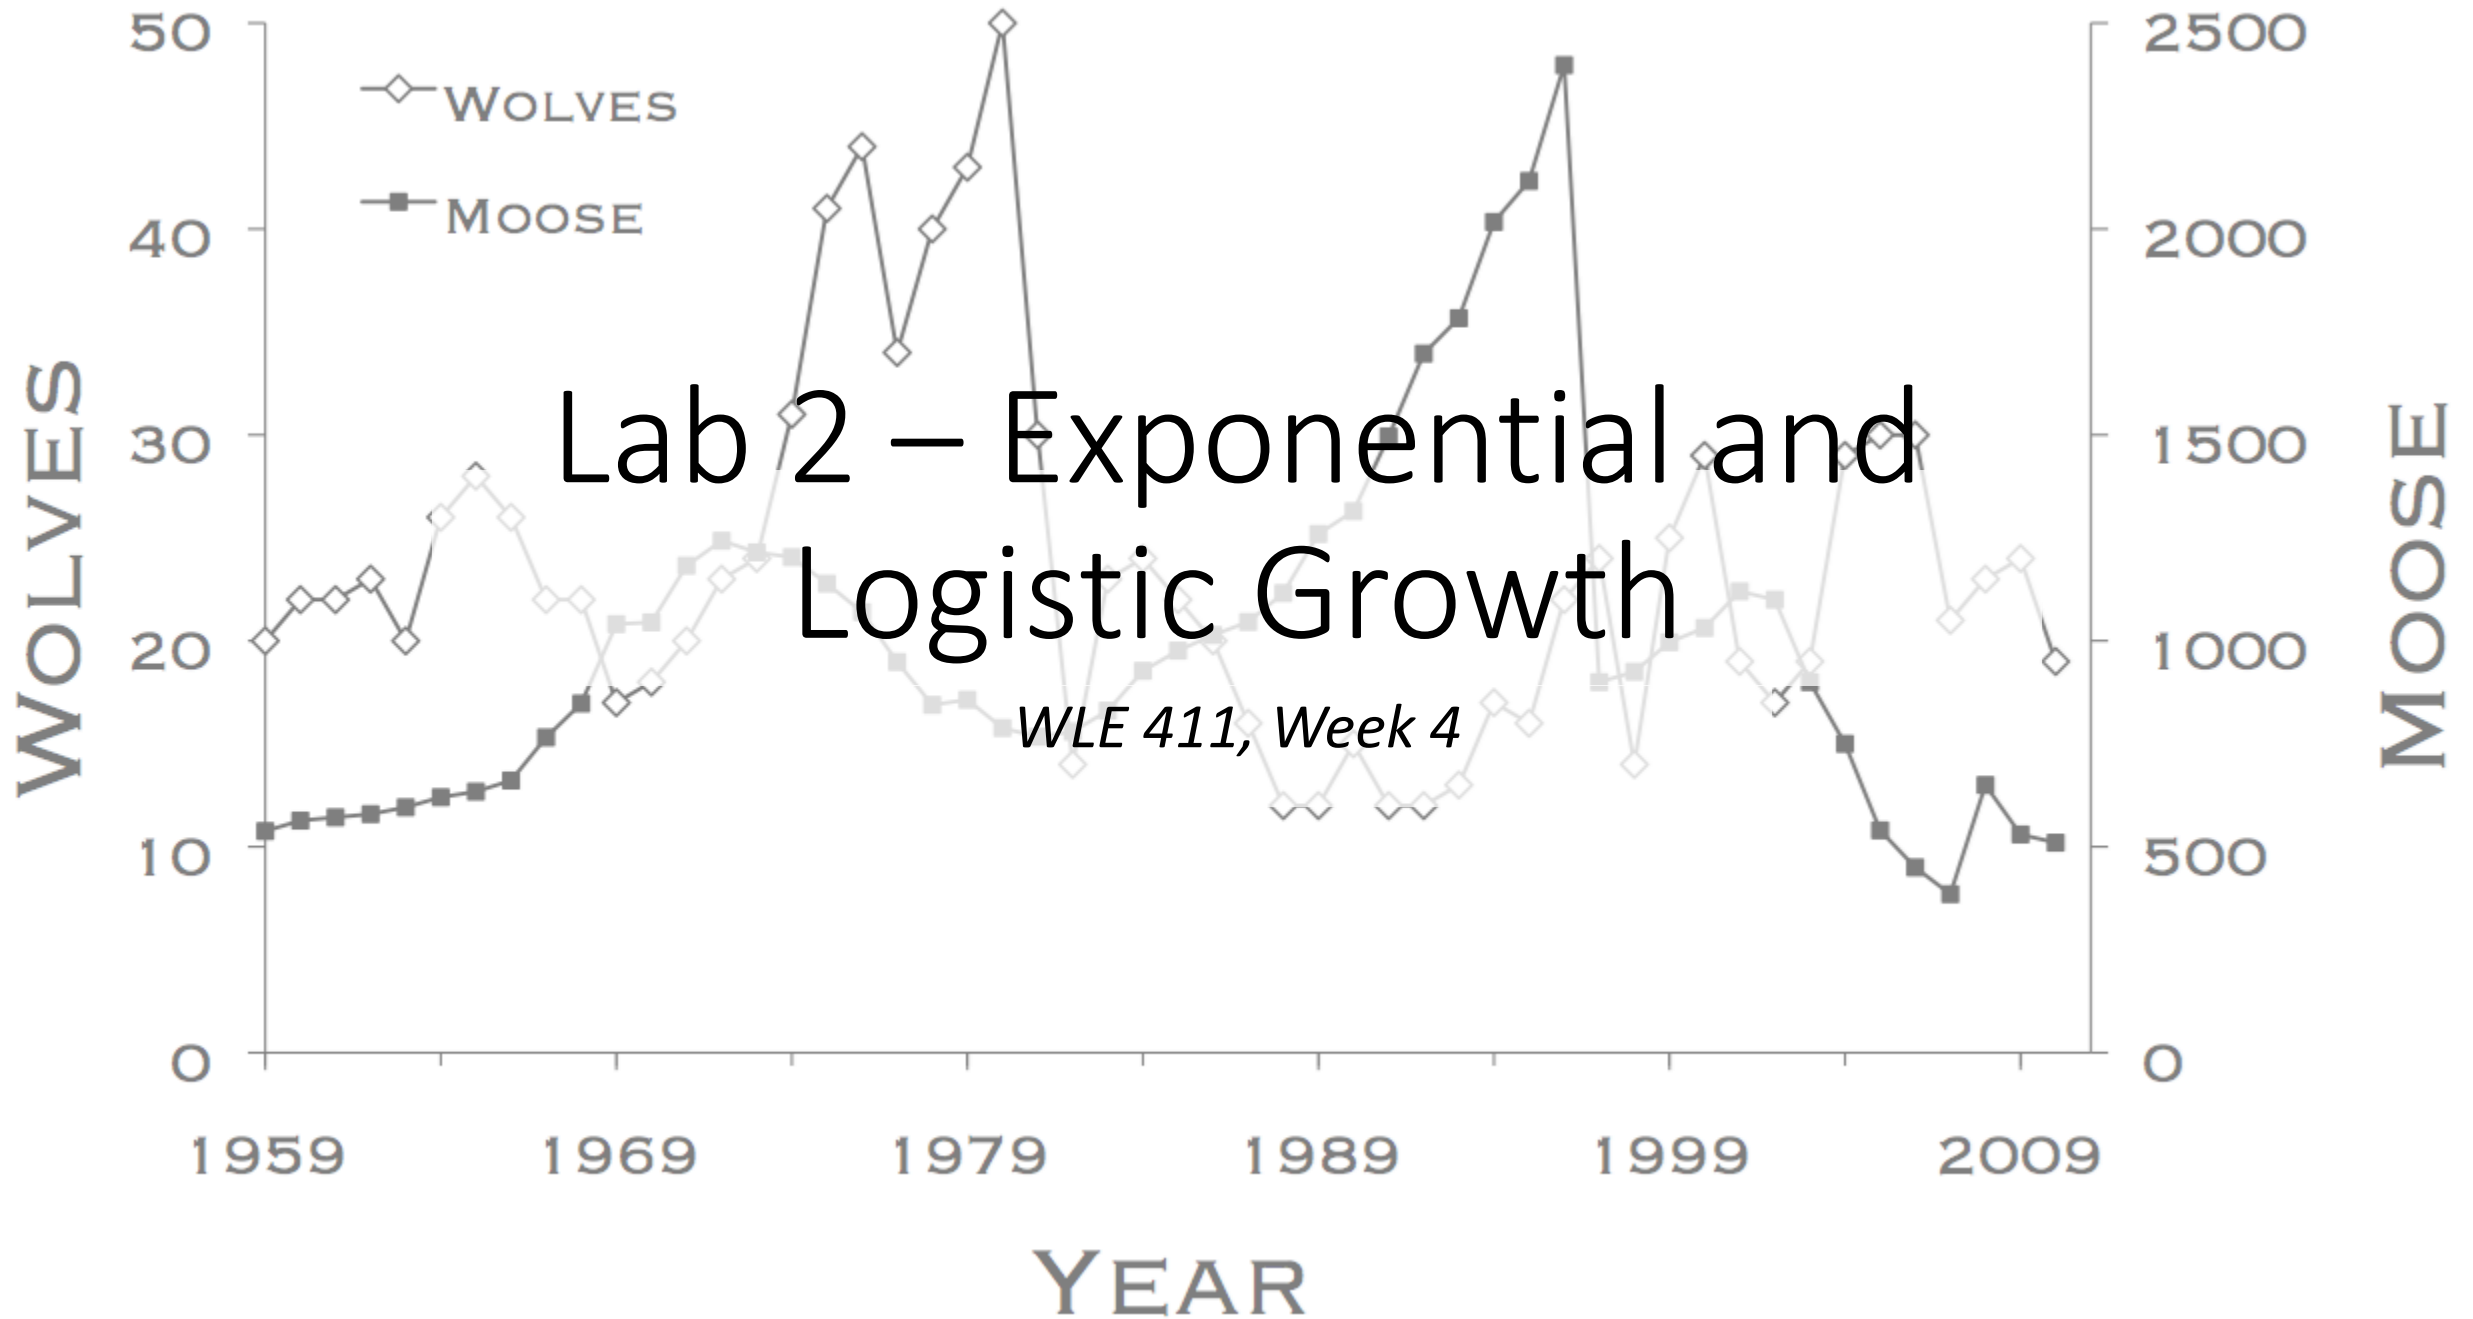 50
40
30
20
10
0
WOLVES
WOLVES
MOOSE
Lab 2 – Exponential and
Logistic Growth
WLE 411, Week 4
2500
2000
1500
1000
500
0
MOOSE
1959 1969 1979 1989 1999 2009
YEAR